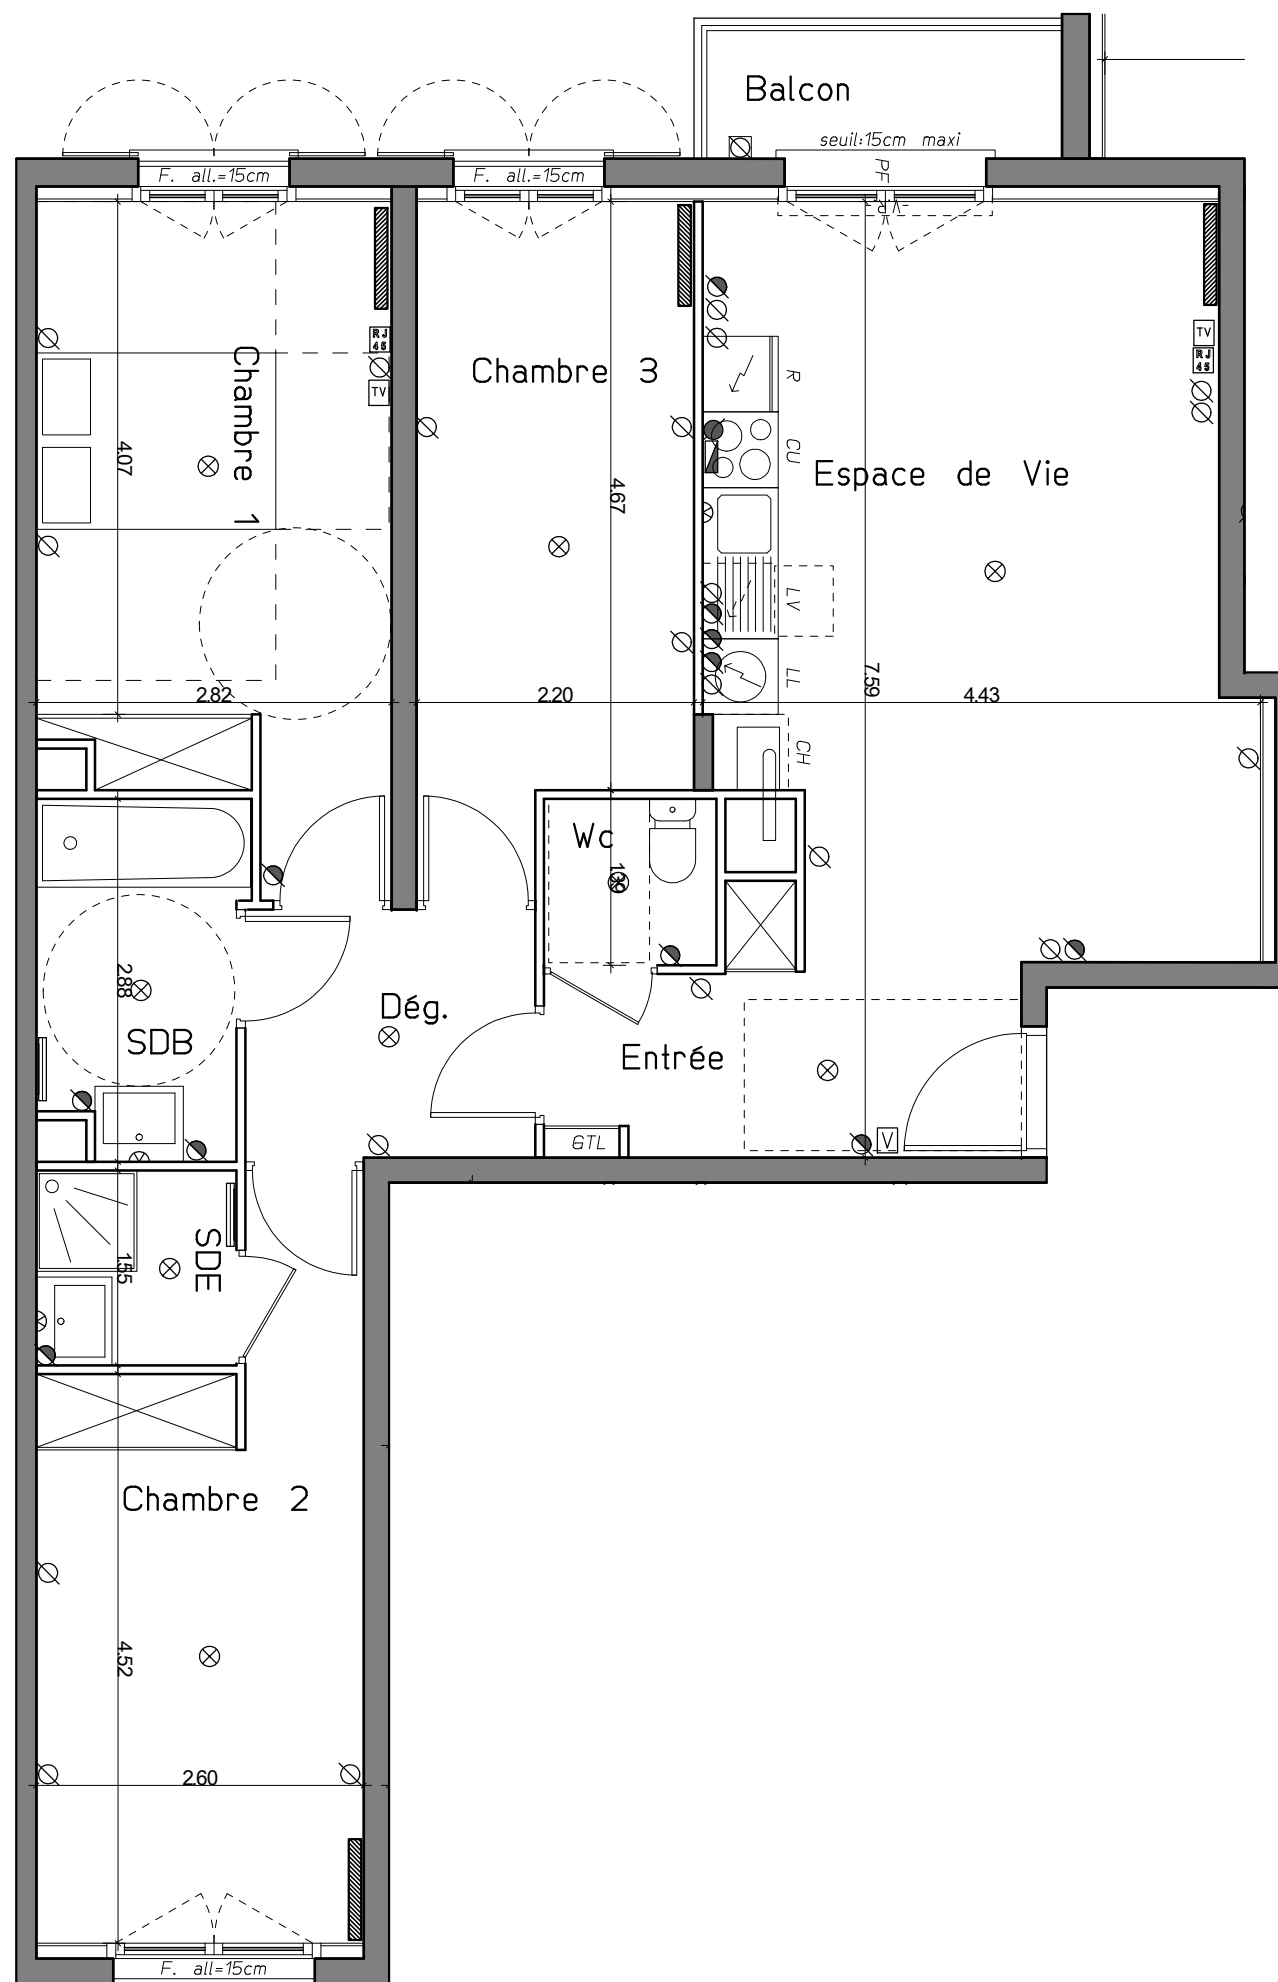 Balcon
seuil:15cm maxi
PF
F. all.=15cm
F. all.=15cm
V.R.
RJ
45
TV
TV
RJ
45
Chambre 1
Chambre 3
R
CU
4.07
4.67
Espace de Vie
LV
LL
7.59
2.82
2.20
4.43
CH
Wc
2.88
Dég.
SDB
Entrée
GTL
V
SDE
1.55
Chambre 2
4.52
2.60
F. all=15cm